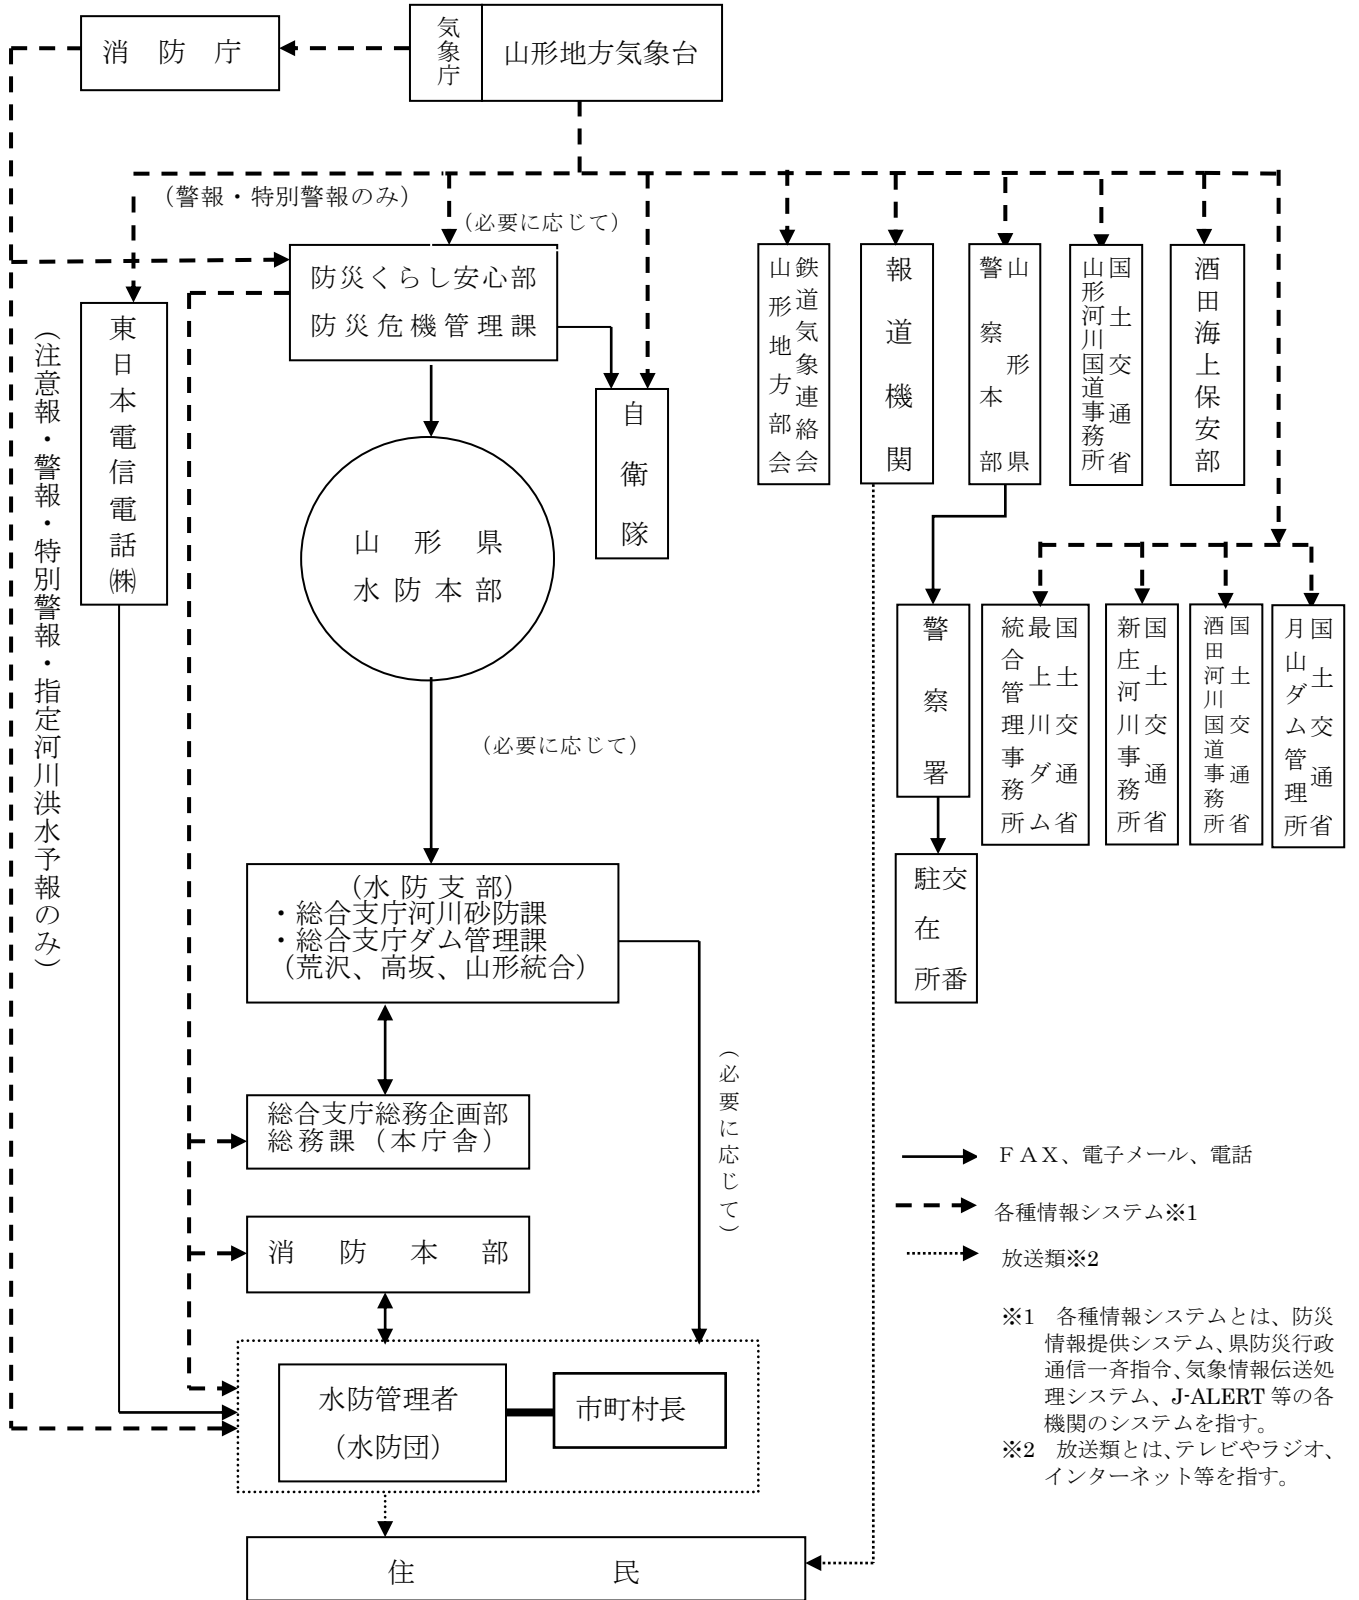 消防庁
気象庁
山形地方気象台
（警報・特別警報のみ）
（必要に応じて）
防災くらし安心部
防災危機管理課
東日本電信電話㈱
（注意報・警報・特別警報・指定河川洪水予報のみ）
自衛隊
鉄道気象連絡会
山形地方部会
報道機関
山形県
警察本部
国土交通省
山形河川国道事務所
酒田海上保安部
山形県
水防本部
警察署
国土交通省
最上川ダム
統合管理事務所
国土交通省
新庄河川事務所
国土交通省
酒田河川国道事務所
国土交通省
月山ダム管理所
（必要に応じて）
交番
駐在所
（水防支部）
・総合支庁河川砂防課
・総合支庁ダム管理課
（荒沢、高坂、山形統合）
（必要に応じて）
総合支庁総務企画部
総務課（本庁舎）
消防本部
水防管理者
（水防団）
市町村長
住民
ＦＡＸ、電子メール、電話
各種情報システム※1
放送類※2
※1　各種情報システムとは、防災
情報提供システム、県防災行政
通信一斉指令、気象情報伝送処
理システム、J-ALERT 等の各
機関のシステムを指す。
※2　放送類とは、テレビやラジオ、
インターネット等を指す。